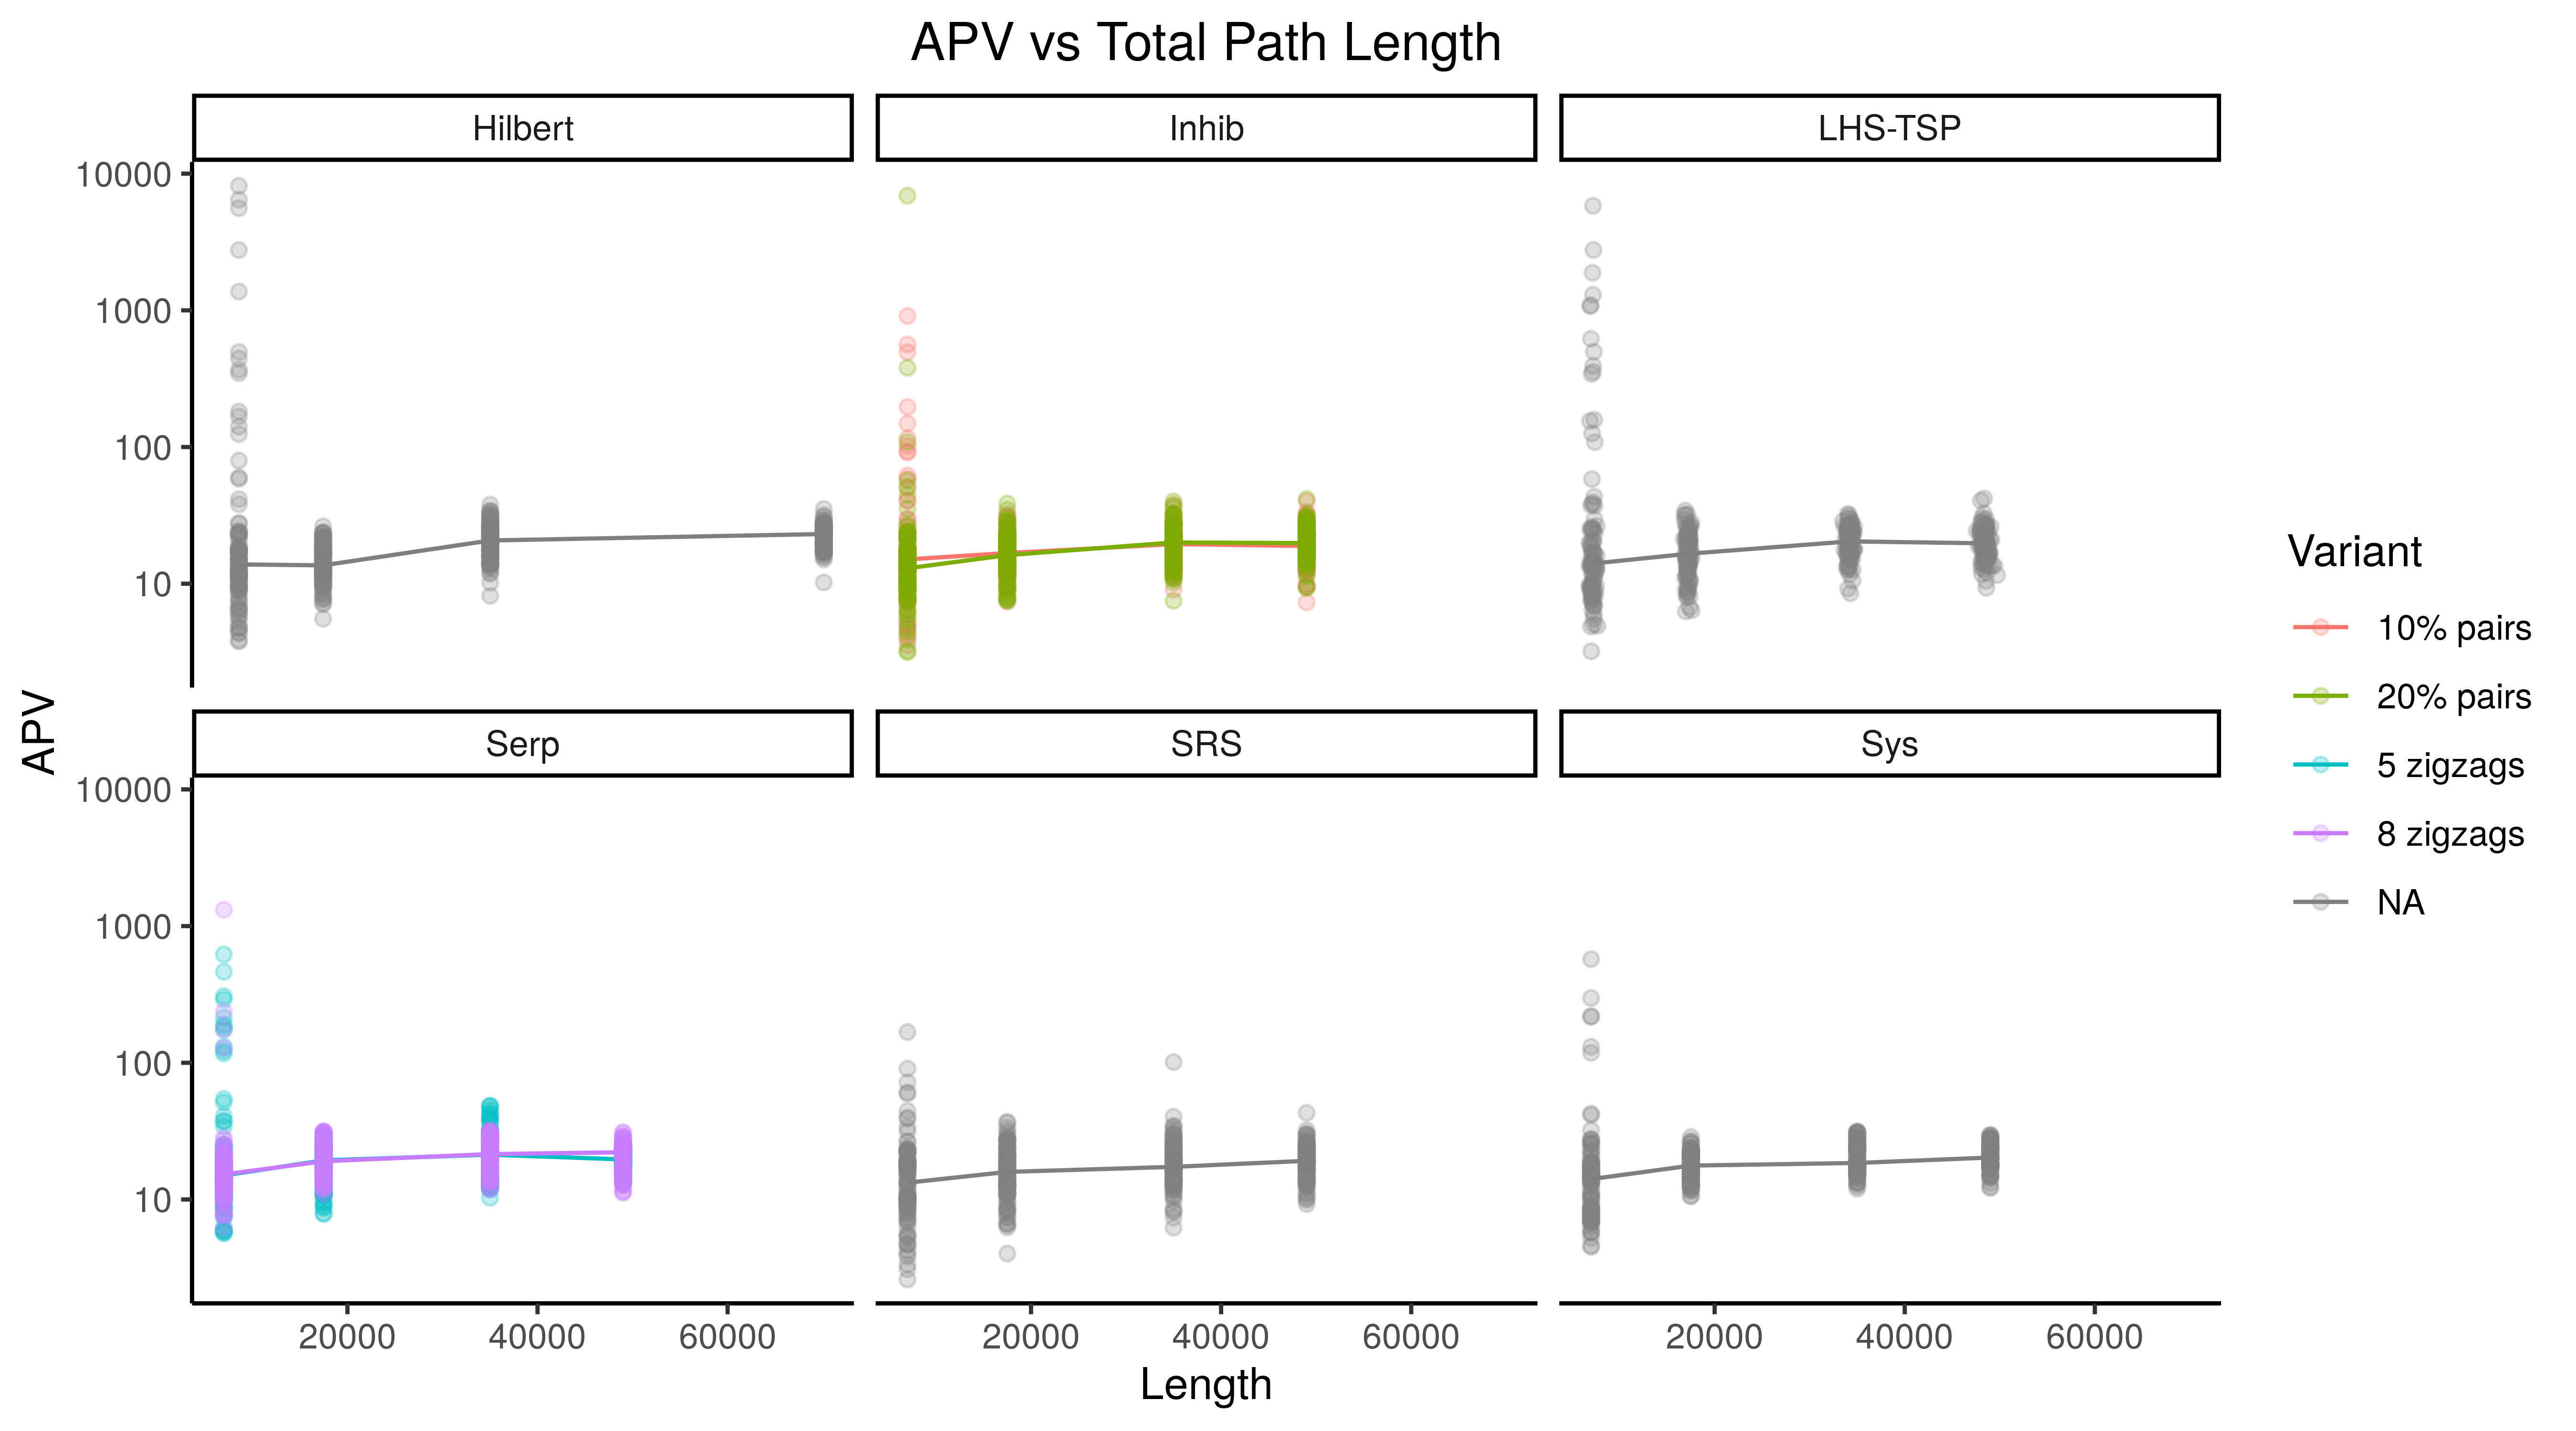 APV vs Total Path Length
Hilbert
Inhib
LHS-TSP
10000
1000
100
10
Serp
SRS
Sys
10000
1000
100
10
20000 40000 60000
20000 40000 60000
20000 40000 60000
Length
APV
Variant
10% pairs
20% pairs
5 zigzags
8 zigzags
NA